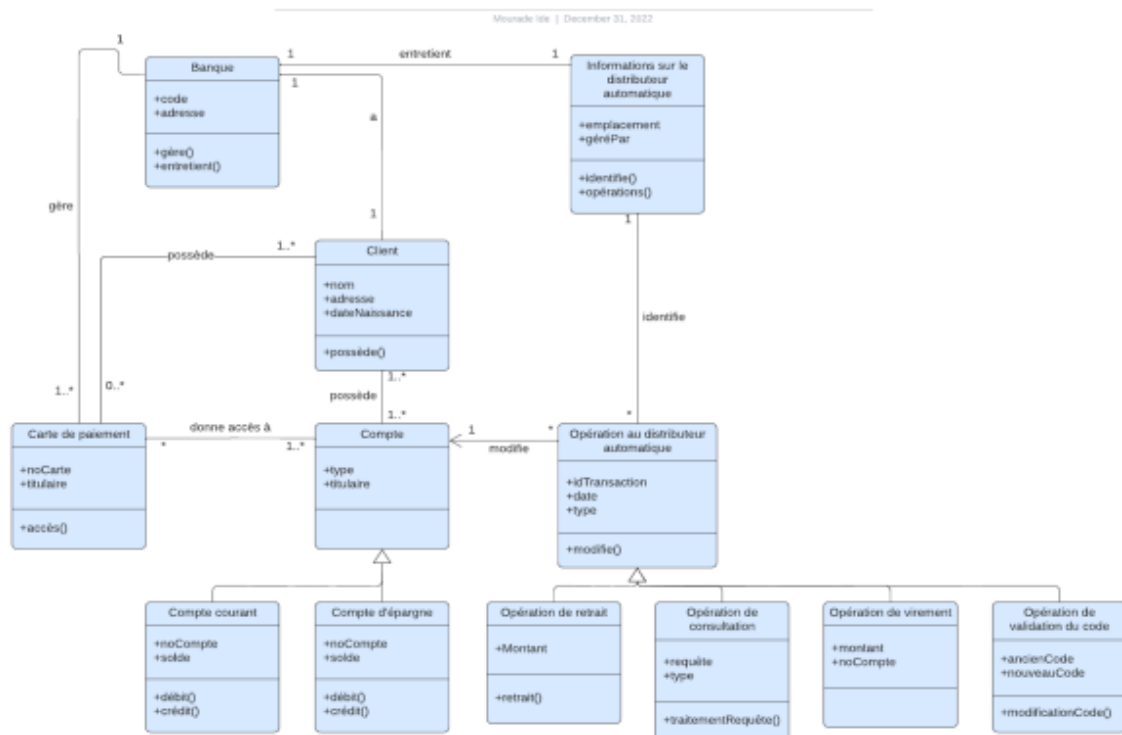 Mourade Ide | December 31, 2022
1
Banque
+code
+adresse
+gère()
+entretient()
1
entretient
1
1
Informations sur le
distributeur
automatique
+emplacement
+géréPar
+identifie()
+opérations()
a
1
gère
1..*
possède
0..*
1..*
Client
+nom
+adresse
+dateNaissance
+possède()
1..*
possède
1..*
1
identifie
*
Carte de paiement
+noCarte
+titulaire
+accès()
donne accès à
*
1..*
Compte
+type
+titulaire
1
*
modifie
Opération au distributeur
automatique
+idTransaction
+date
+type
+modifie()
Compte courant
+noCompte
+solde
+débit()
+crédit()
Compte d'épargne
+noCompte
+solde
+débit()
+crédit()
Opération de retrait
+Montant
+retrait()
Opération de
consultation
+requête
+type
+traitementRequête()
Opération de virement
+montant
+noCompte
Opération de
validation du code
+ancienCode
+nouveauCode
+modificationCode()